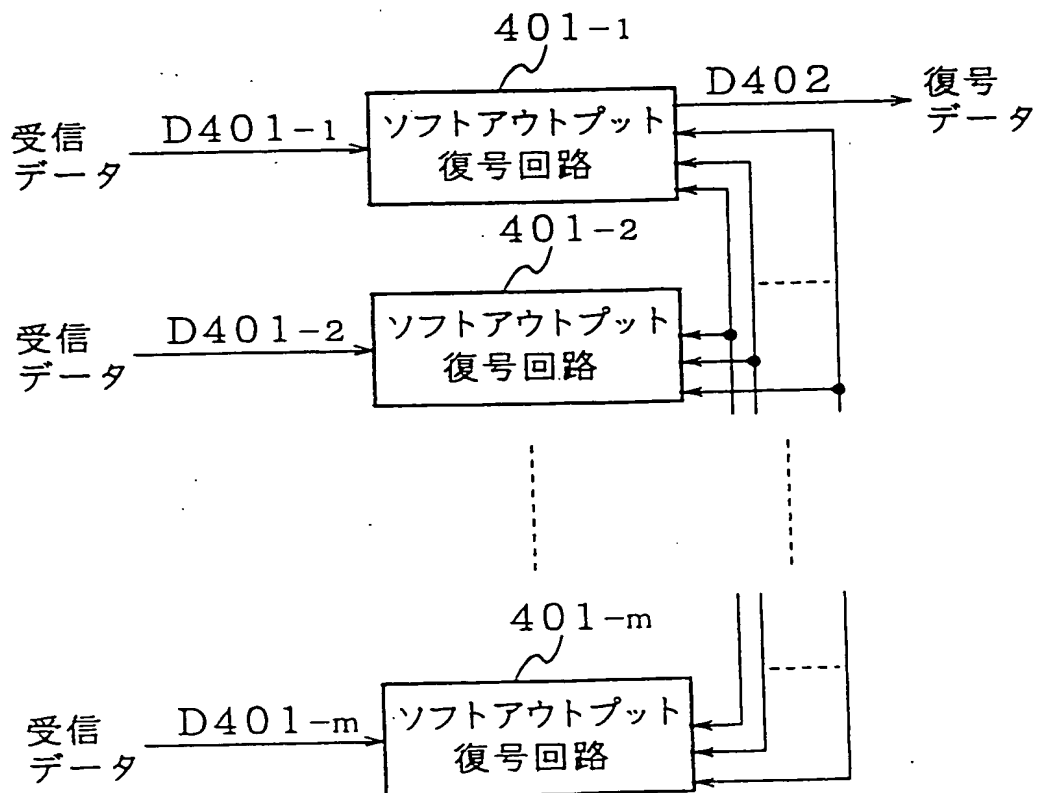 401-1
D402
復号
データ
受信
データ
D401-1
ソフトアウトプット
復号回路
401-2
受信
データ
D401-2
ソフトアウトプット
復号回路
401-m
受信
データ
D401-m
ソフトアウトプット
復号回路